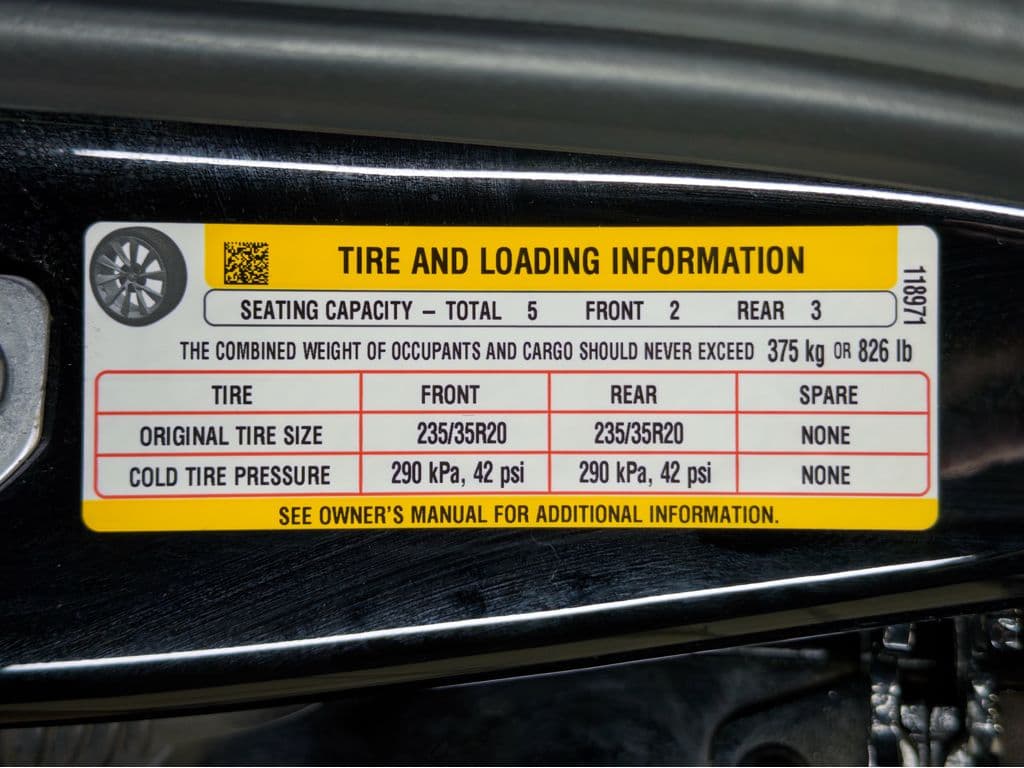 TIRE AND LOADING INFORMATION
SEATING CAPACITY – TOTAL 5 FRONT 2 REAR 3
118971
THE COMBINED WEIGHT OF OCCUPANTS AND CARGO SHOULD NEVER EXCEED 375 kg OR 826 lb
TIRE FRONT REAR SPARE
ORIGINAL TIRE SIZE 235/35R20 235/35R20 NONE
COLD TIRE PRESSURE 290 kPa, 42 psi 290 kPa, 42 psi NONE
SEE OWNER'S MANUAL FOR ADDITIONAL INFORMATION.